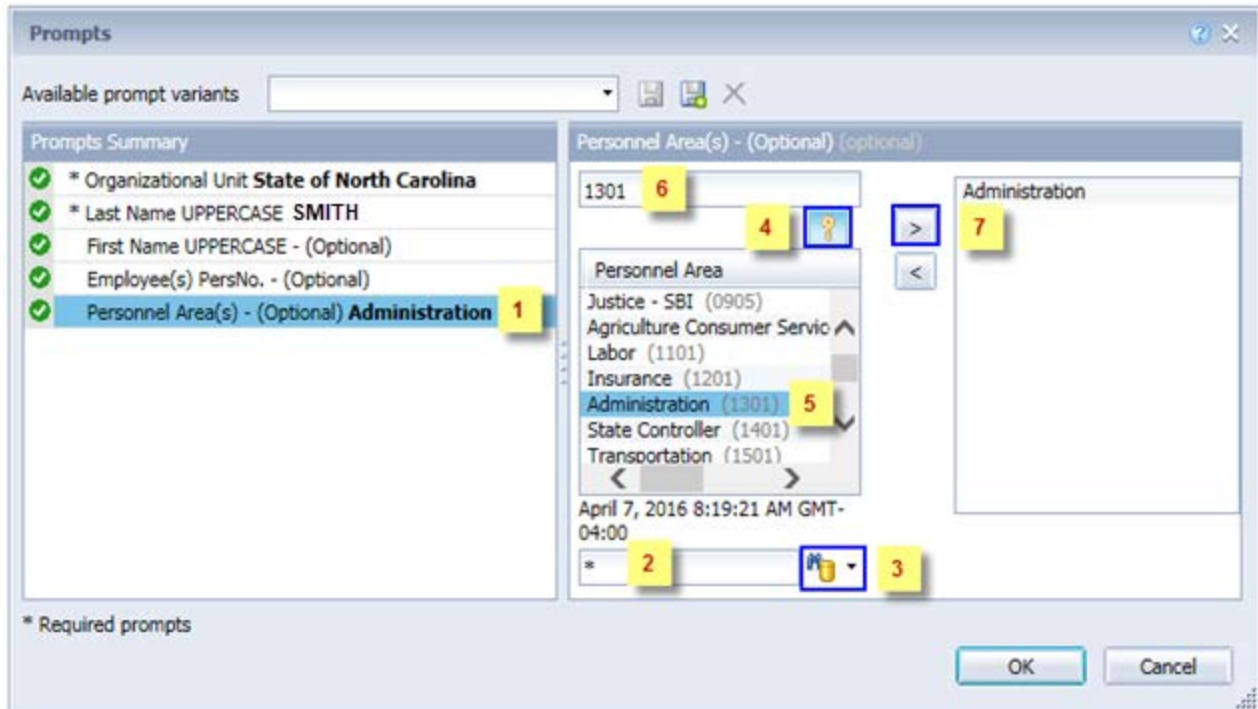 Prompts
Available prompt variants
Prompts Summary
* Organizational Unit State of North Carolina
* Last Name UPPERCASE SMITH
First Name UPPERCASE - (Optional)
Employee(s) PersNo. - (Optional)
Personnel Area(s) - (Optional) Administration 1
Personnel Area(s) - (Optional) (optional)
1301 6
4
Personnel Area
Justice - SBI (0905)
Agriculture Consumer Servic
Labor (1101)
Insurance (1201)
Administration (1301) 5
State Controller (1401)
Transportation (1501)
April 7, 2016 8:19:21 AM GMT-
04:00
* 2
3
> 7
<
Administration
* Required prompts
OK Cancel